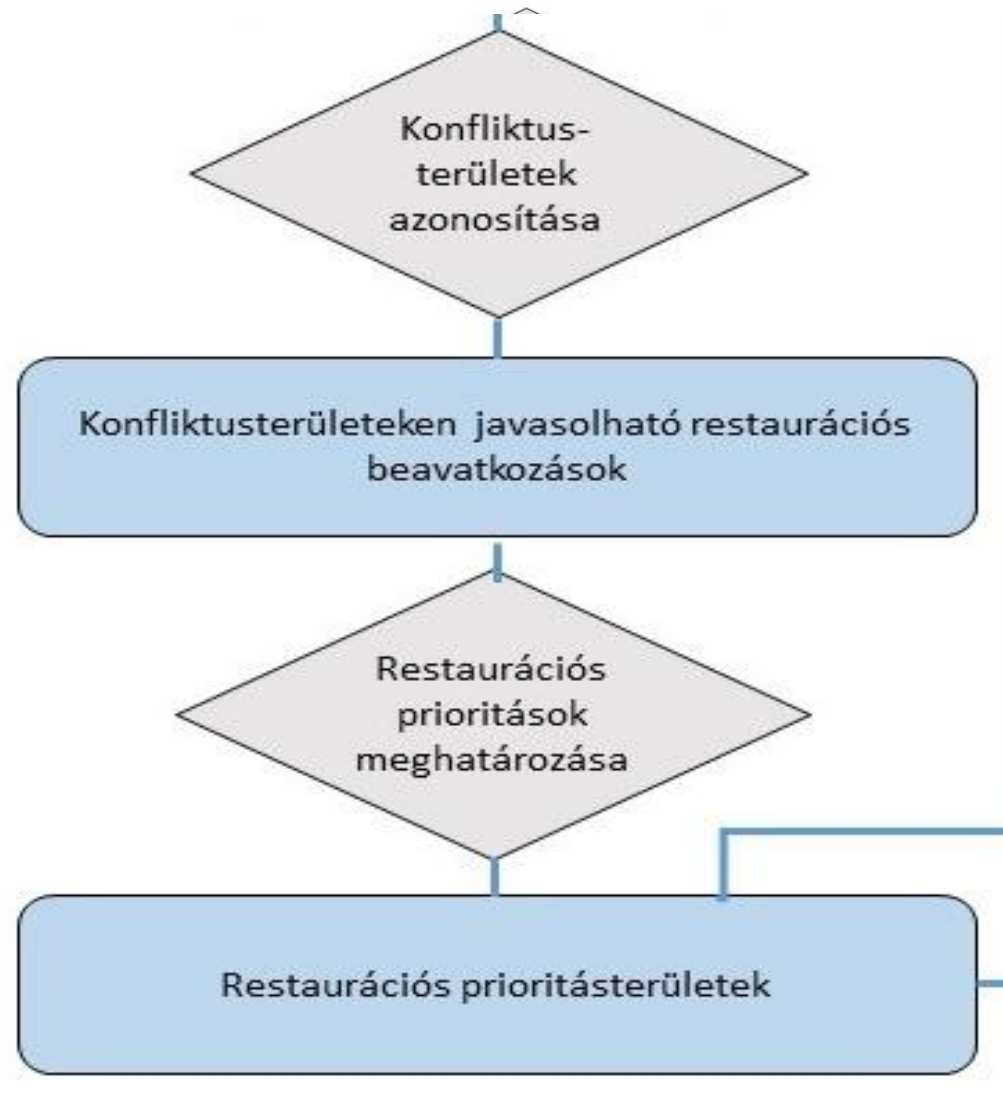 Konfliktus-
területek
azonosítása
Konfliktusterületeken javasolható restaurációs
beavatkozások
Restaurációs
prioritások
meghatározása
Restaurációs prioritásterületek